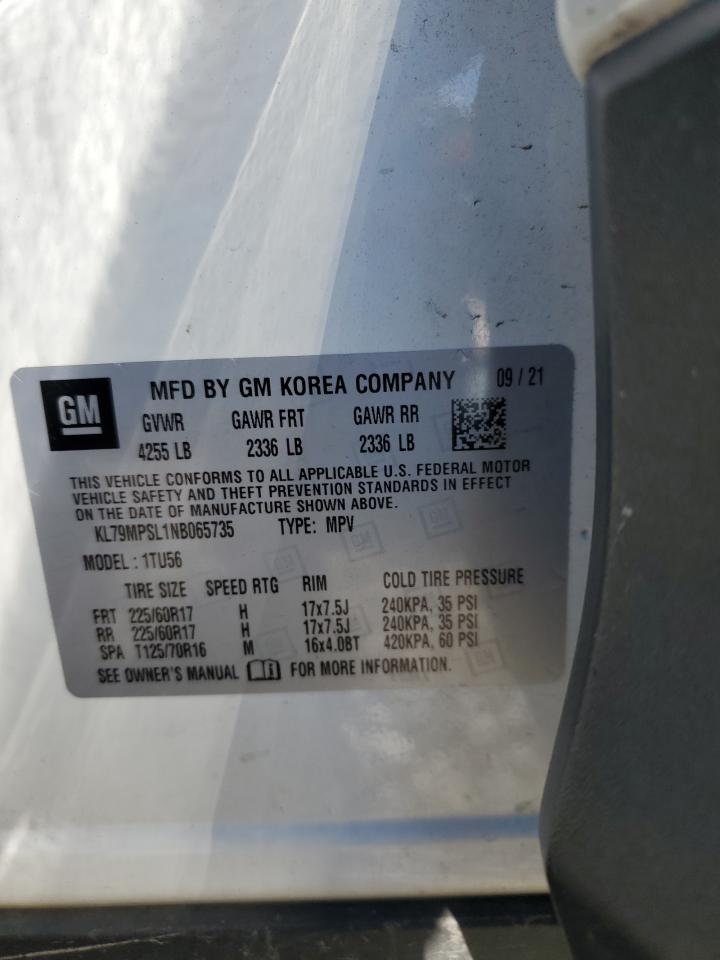 GM MFD BY GM KOREA COMPANY 09 / 21
GVWR GAWR FRT GAWR RR
4255 LB 2336 LB 2336 LB
THIS VEHICLE CONFORMS TO ALL APPLICABLE U.S. FEDERAL MOTOR
VEHICLE SAFETY AND THEFT PREVENTION STANDARDS IN EFFECT
ON THE DATE OF MANUFACTURE SHOWN ABOVE.
KL79MPSL1NB065735 TYPE: MPV
MODEL : 1TU56
TIRE SIZE SPEED RTG RIM COLD TIRE PRESSURE
FRT 225/60R17 H 17x7.5J 240KPA, 35 PSI
RR 225/60R17 H 17x7.5J 240KPA, 35 PSI
SPA T125/70R16 M 16x4.0BT 420KPA, 60 PSI
SEE OWNER'S MANUAL FOR MORE INFORMATION.